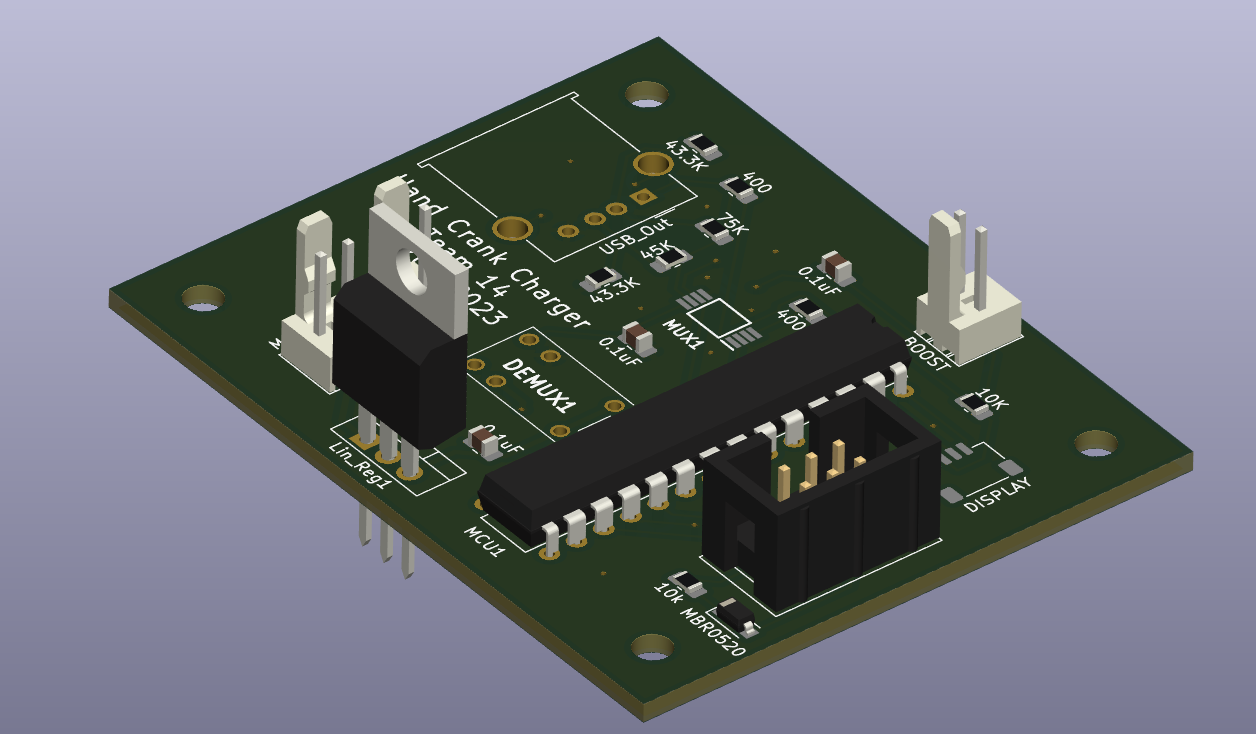 43.3K
400
75K
USB_Out
45K
43.3K
Hand Crank Charger
Team 14
0.1uF
400
MUX1
0.1uF
BOOST
DEMUX1
10K
0.1uF
Lin_Reg1
DISPLAY
MCU1
10k
MBR0520